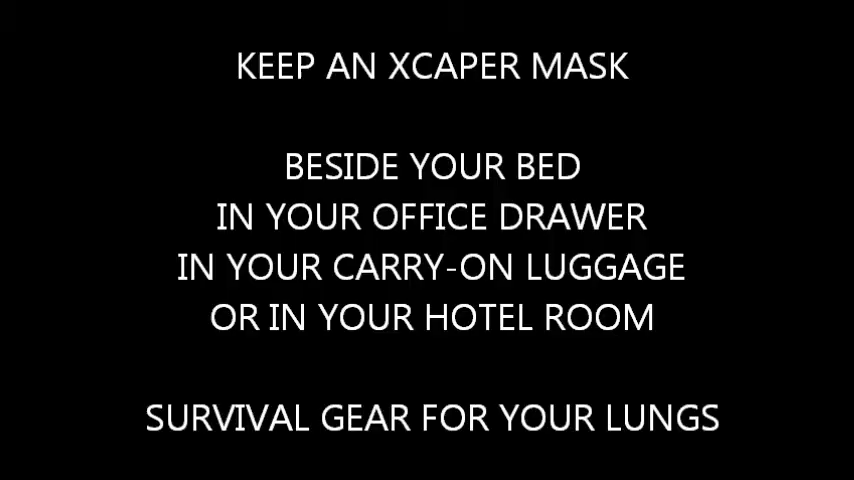 KEEP AN XCAPER MASK
BESIDE YOUR BED
IN YOUR OFFICE DRAWER
IN YOUR CARRY-ON LUGGAGE
OR IN YOUR HOTEL ROOM
SURVIVAL GEAR FOR YOUR LUNGS